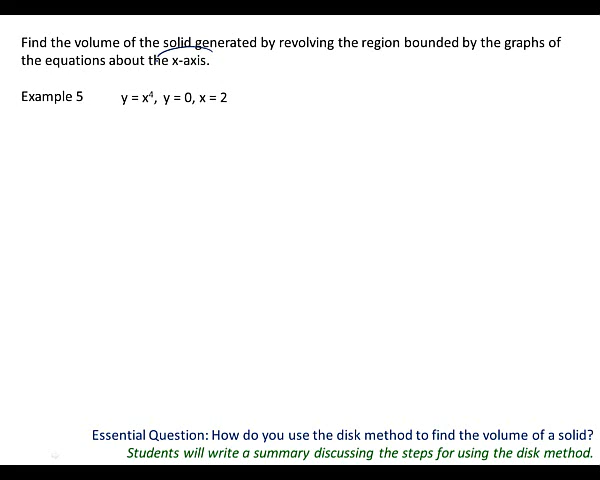 Find the volume of the solid generated by revolving the region bounded by the graphs of
the equations about the x-axis.
Example 5 y = x⁴, y = 0, x = 2
Essential Question: How do you use the disk method to find the volume of a solid?
Students will write a summary discussing the steps for using the disk method.